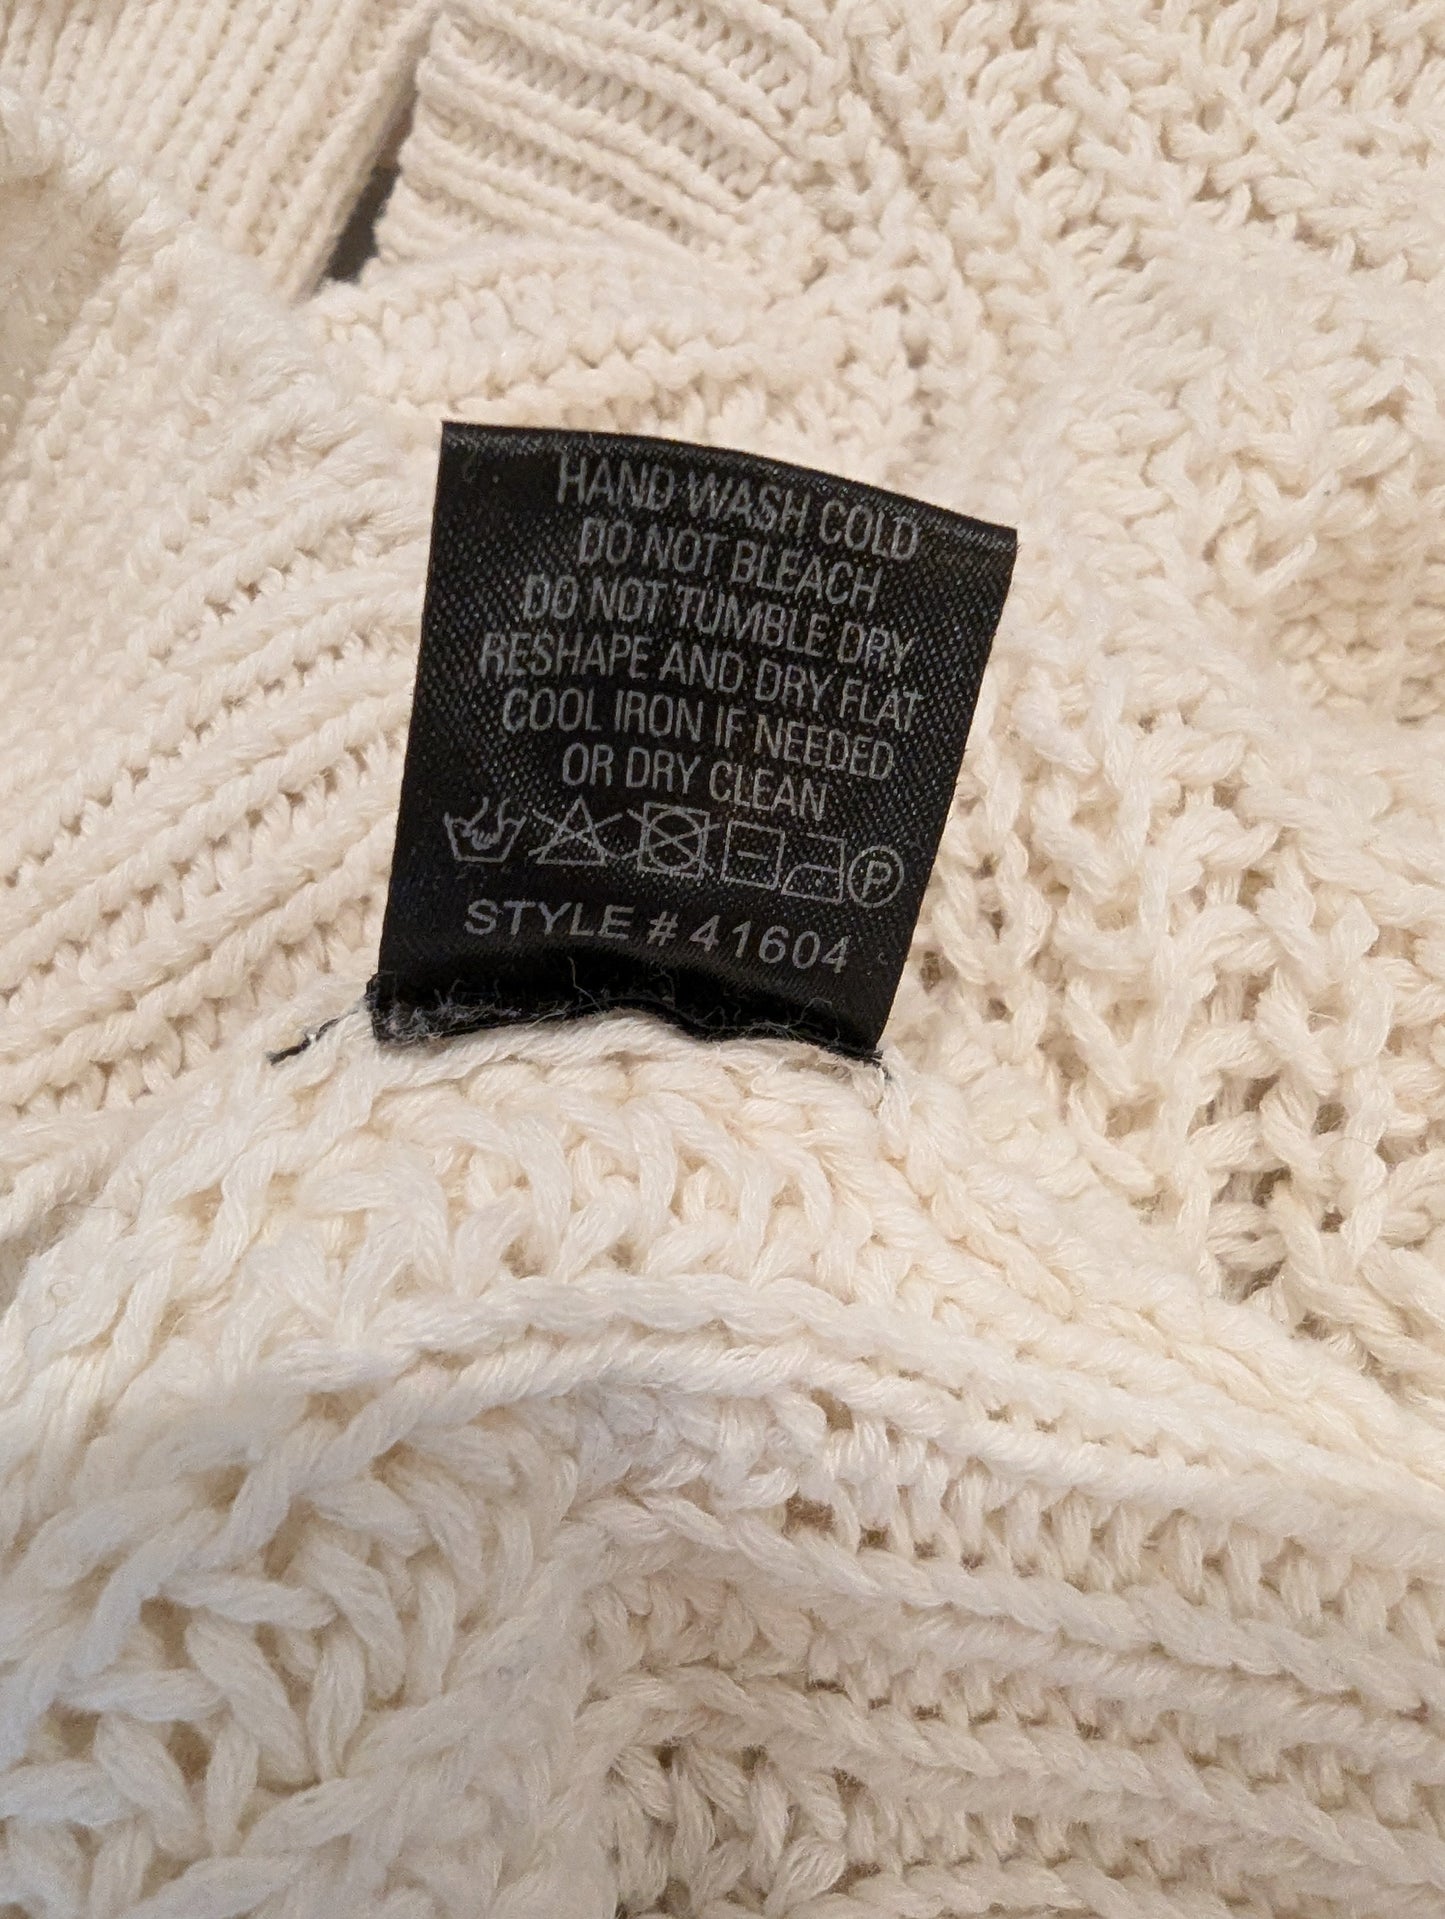 HAND WASH COLD
DO NOT BLEACH
DO NOT TUMBLE DRY
RESHAPE AND DRY FLAT
COOL IRON IF NEEDED
OR DRY CLEAN
P
STYLE # 41604